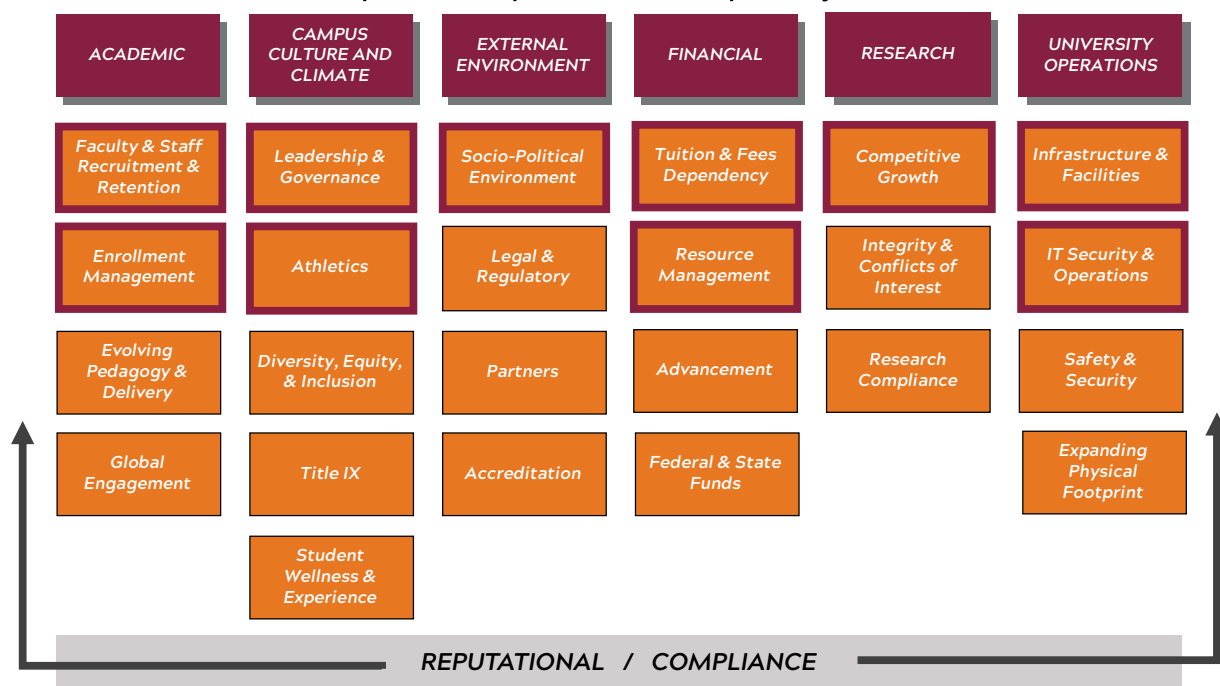 ACADEMIC
CAMPUS
CULTURE AND
CLIMATE
EXTERNAL
ENVIRONMENT
FINANCIAL
RESEARCH
UNIVERSITY
OPERATIONS
Faculty & Staff
Recruitment &
Retention
Leadership &
Governance
Socio-Political
Environment
Tuition & Fees
Dependency
Competitive
Growth
Infrastructure &
Facilities
Enrollment
Management
Athletics
Legal &
Regulatory
Resource
Management
Integrity &
Conflicts of
Interest
IT Security &
Operations
Evolving
Pedagogy &
Delivery
Diversity, Equity,
& Inclusion
Partners
Advancement
Research
Compliance
Safety &
Security
Global
Engagement
Title IX
Accreditation
Federal & State
Funds
Expanding
Physical
Footprint
Student
Wellness &
Experience
REPUTATIONAL / COMPLIANCE